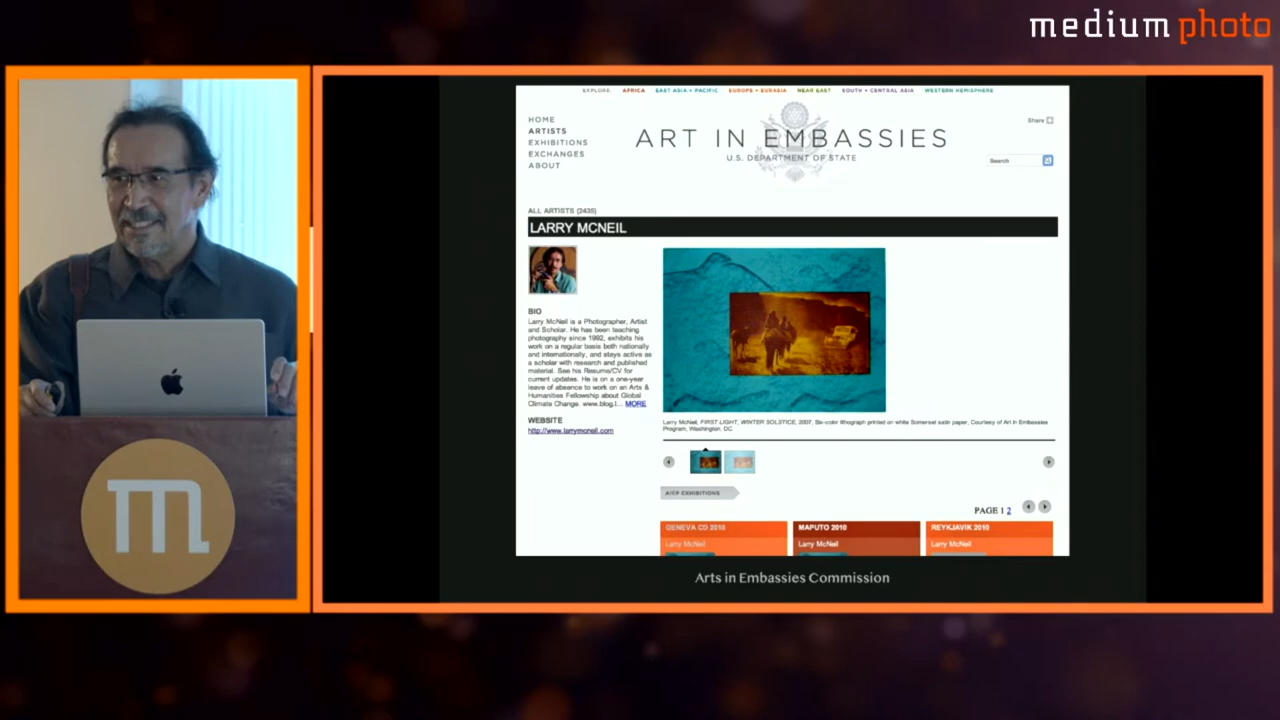 medium photo
EXPLORE: AFRICA EAST ASIA + PACIFIC EUROPE + EURASIA NEAR EAST SOUTH + CENTRAL ASIA WESTERN HEMISPHERE
HOME
ARTISTS
EXHIBITIONS
EXCHANGES
ABOUT
ART IN EMBASSIES
U.S. DEPARTMENT OF STATE
Share
Search
ALL ARTISTS (2435)
LARRY MCNEIL
BIO
Larry McNeil is a Photographer, Artist
and Scholar. He has been teaching
photography since 1992, exhibits his
work on a regular basis both nationally
and internationally, and stays active as
a scholar with research and published
material. See his Resume/CV for
current updates. He is on a one-year
leave of absence to work on an Arts &
Humanities Fellowship about Global
Climate Change. www.blog.l... MORE
WEBSITE
http://www.larrymcneil.com
Larry McNeil, FIRST LIGHT, WINTER SOLSTICE, 2007, Six-color lithograph printed on white Somerset satin paper, Courtesy of Art in Embassies
Program, Washington, DC
AIEP EXHIBITIONS
PAGE 1 2
GENEVA CD 2010
Larry McNeil
MAPUTO 2010
Larry McNeil
REYKJAVIK 2010
Larry McNeil
Arts in Embassies Commission
m